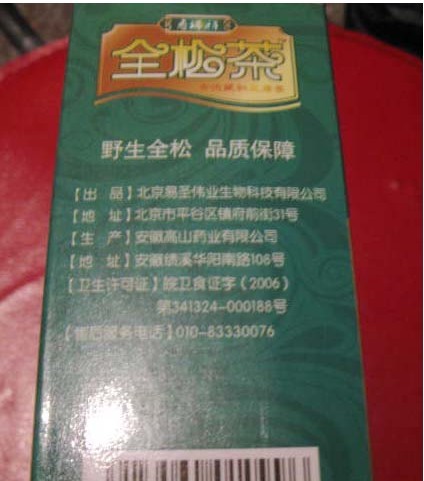 全松茶
野生全松 品质保障
【出 品】北京易圣伟业生物科技有限公司
【地 址】北京市平谷区镇府前街31号
【生 产】安徽高山药业有限公司
【地 址】安徽绩溪华阳南路106号
【卫生许可证】皖卫食证字（2006）
第341324-000188号
【售后服务电话】010-83330076